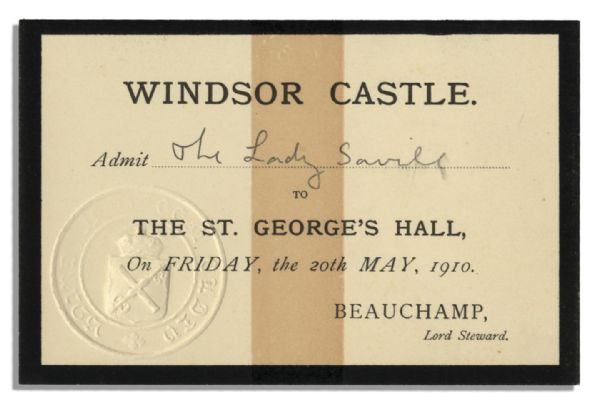 WINDSOR CASTLE.
Admit The Lady Savile
TO
THE ST. GEORGE'S HALL,
On FRIDAY, the 20th MAY, 1910.
BEAUCHAMP,
Lord Steward.